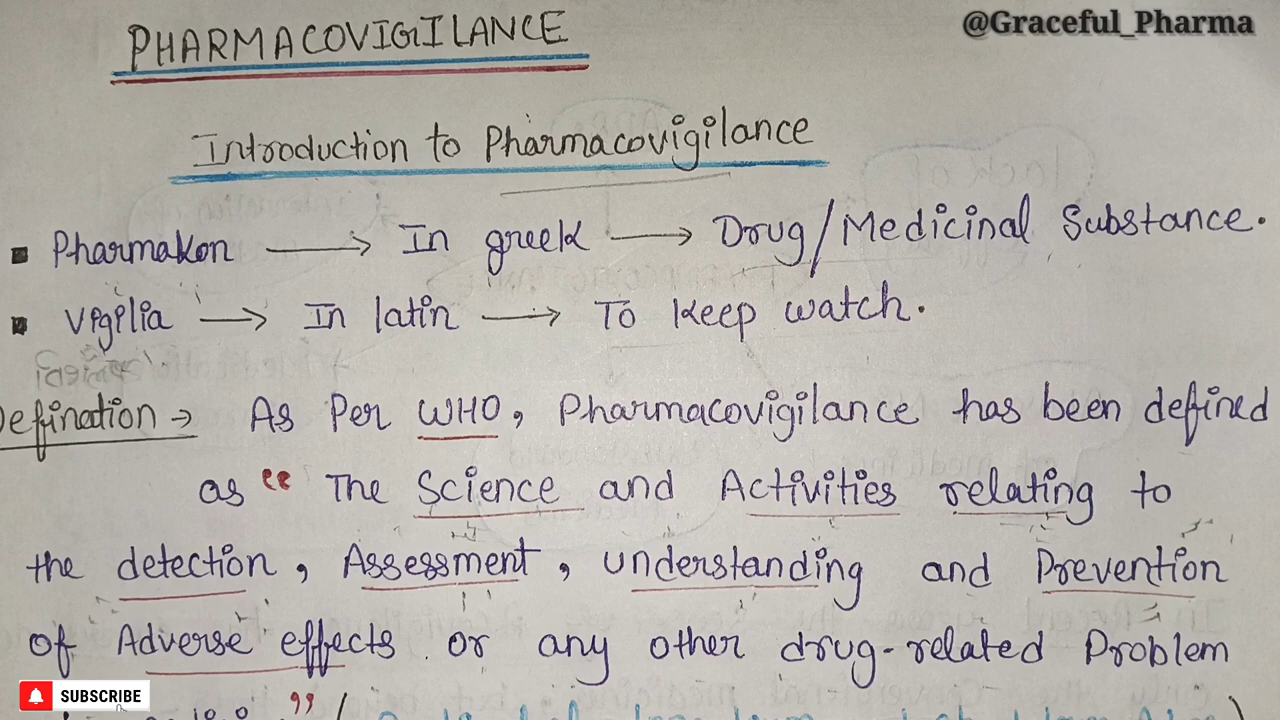 PHARMACOVIGILANCE
@Graceful_Pharma
Introduction to Pharmacovigilance
▪ Pharmakon ⟶ In greek ⟶ Drug/Medicinal Substance.
▪ Vigilia ⟶ In latin ⟶ To keep watch.
Defination → As Per WHO, Pharmacovigilance has been defined
as “ The Science and Activities relating to
the detection, Assessment, understanding and Prevention
of Adverse effects or any other drug-related Problem
SUBSCRIBE